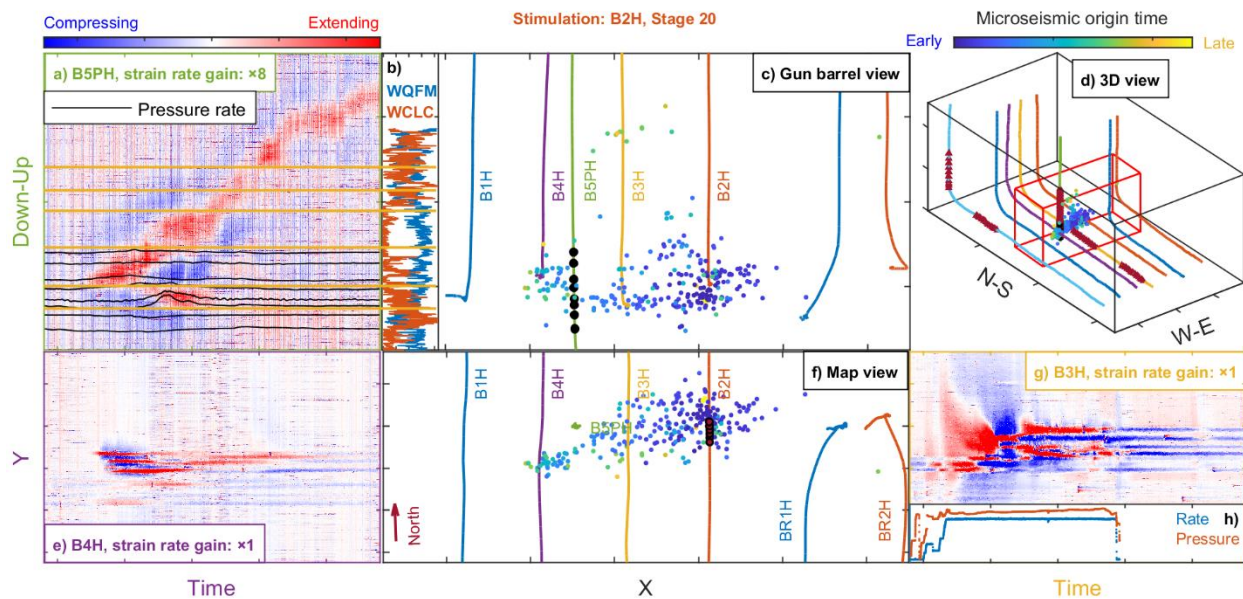 Stimulation: B2H, Stage 20
Compressing
Extending
Microseismic origin time
Early
Late
a) B5PH, strain rate gain: ×8
Pressure rate
b)
WQFM
WCLC
c) Gun barrel view
d) 3D view
B1H
B4H
B5PH
B3H
B2H
N-S
W-E
Down-Up
e) B4H, strain rate gain: ×1
Y
Time
B1H
B4H
B3H
B2H
B5PH
f) Map view
BR1H
BR2H
North
X
g) B3H, strain rate gain: ×1
Rate
h)
Pressure
Time